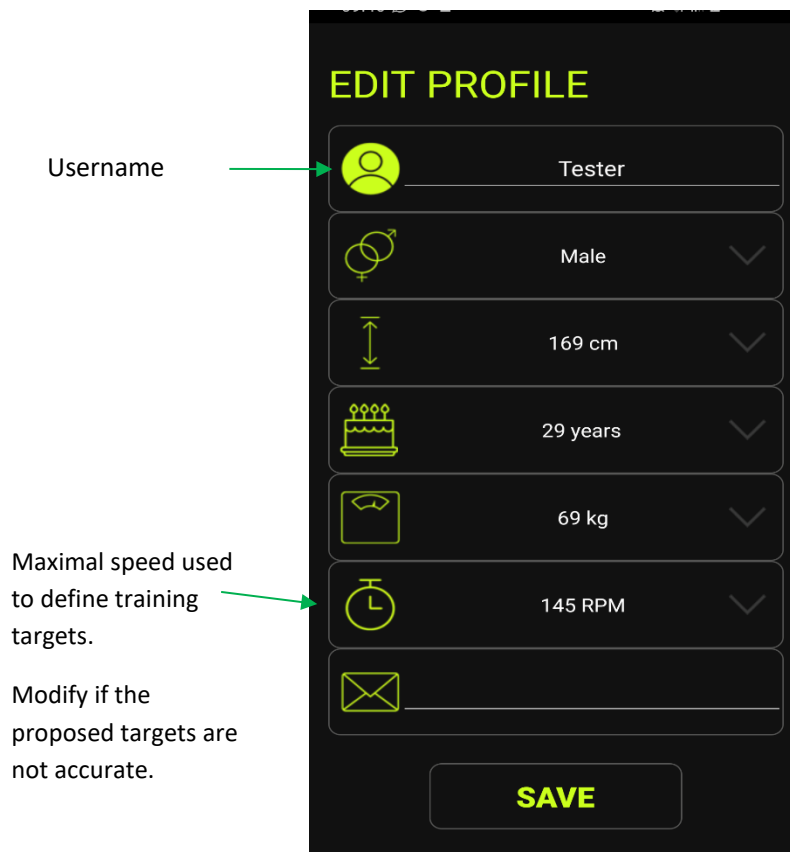 EDIT PROFILE
Username
Tester
Male
169 cm
29 years
69 kg
Maximal speed used
to define training
targets.
145 RPM
Modify if the
proposed targets are
not accurate.
SAVE